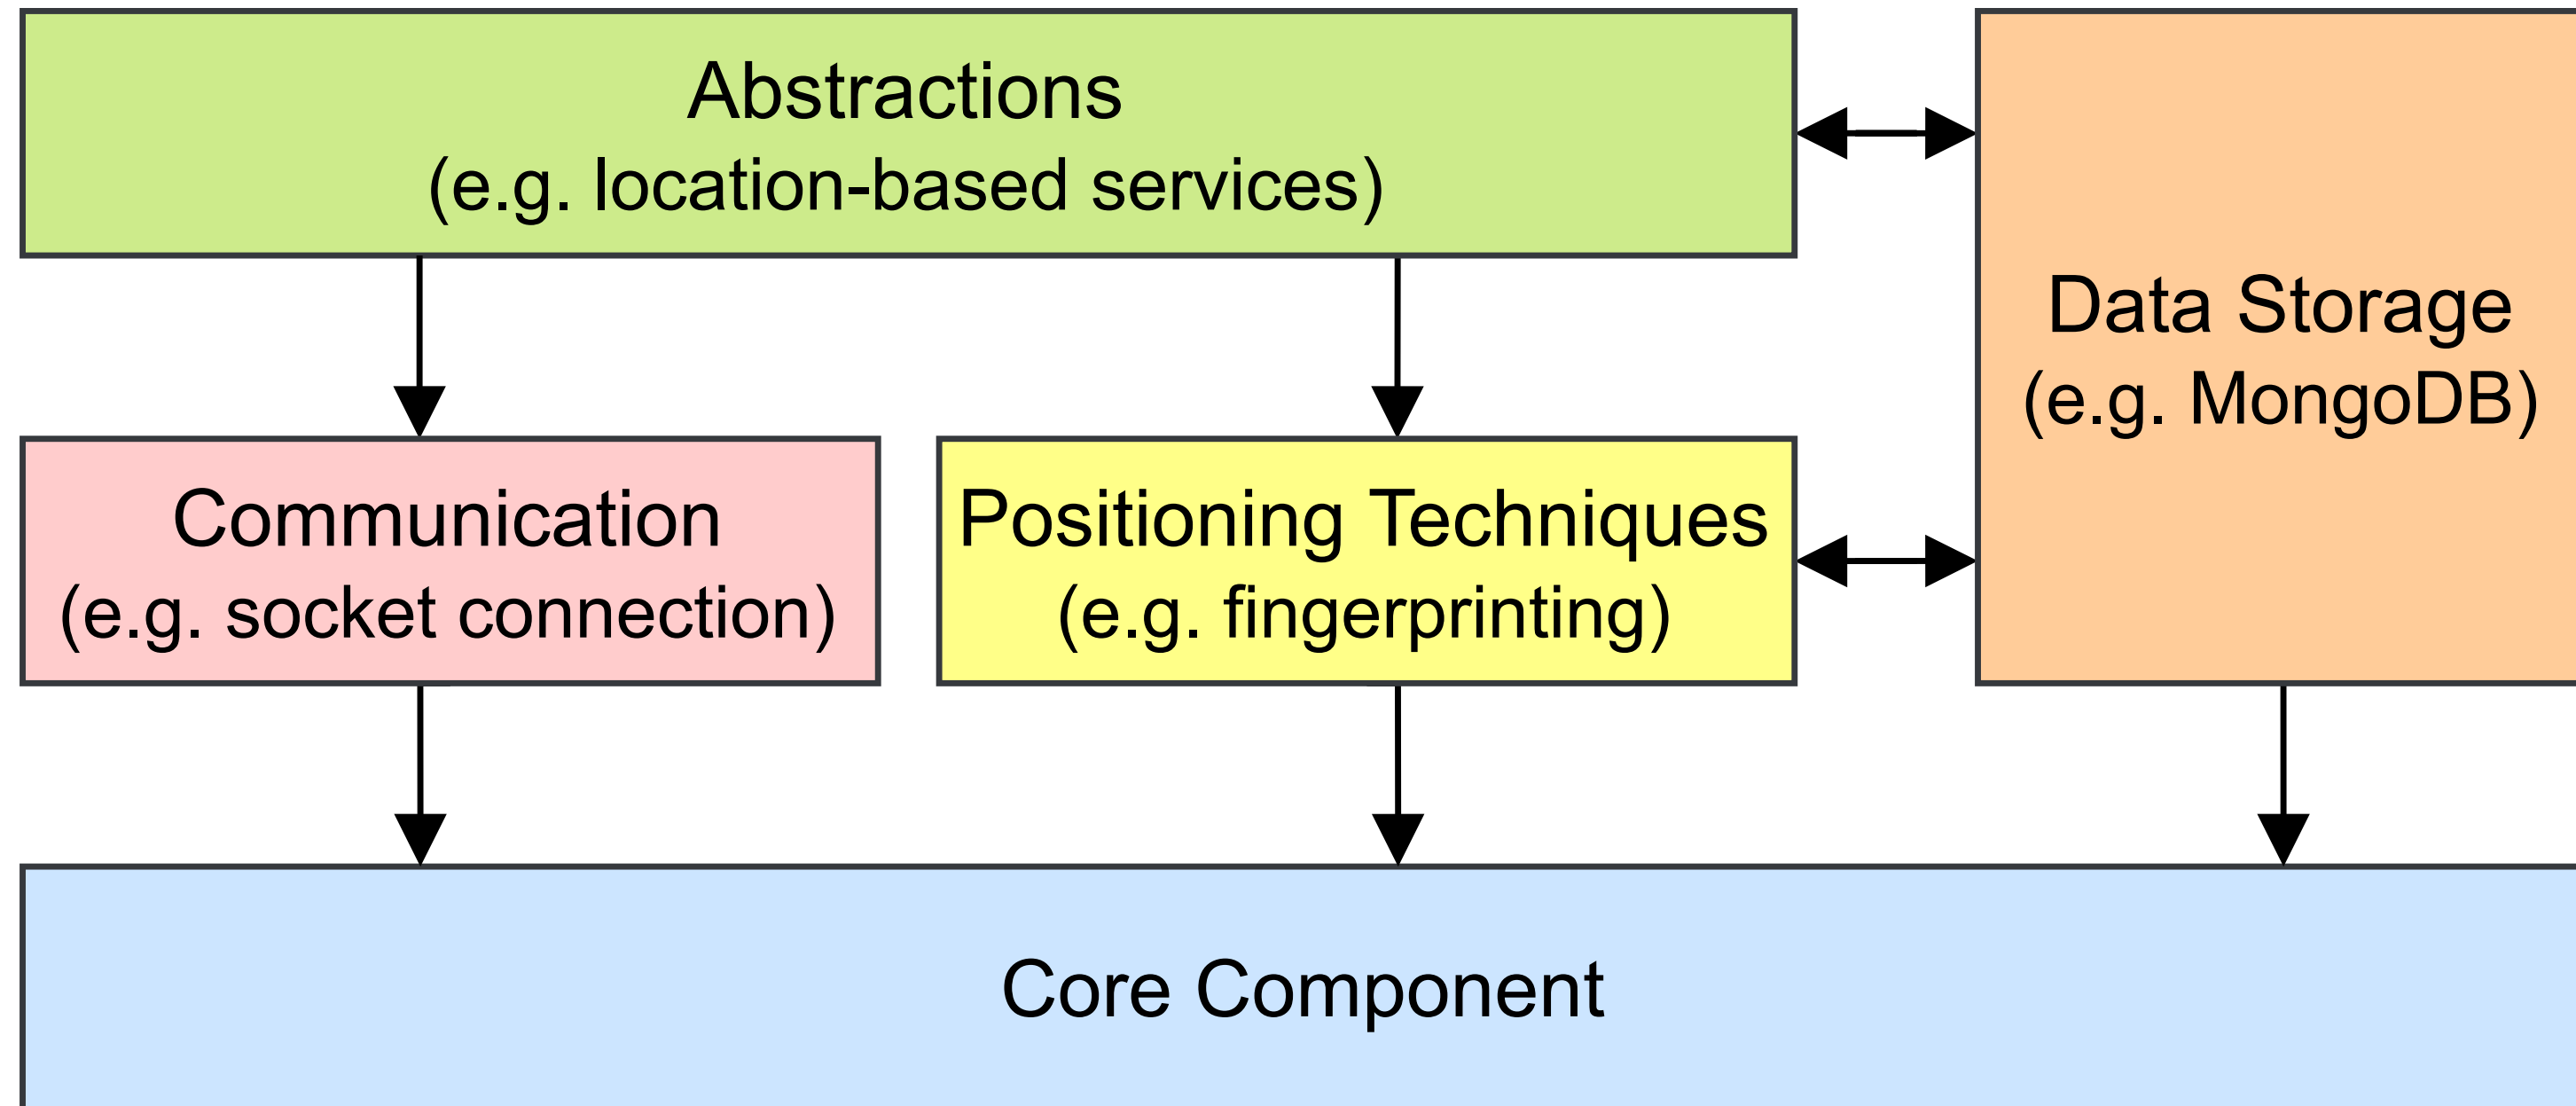 Abstractions
(e.g. location-based services)
Data Storage
(e.g. MongoDB)
Communication
(e.g. socket connection)
Positioning Techniques
(e.g. fingerprinting)
Core Component